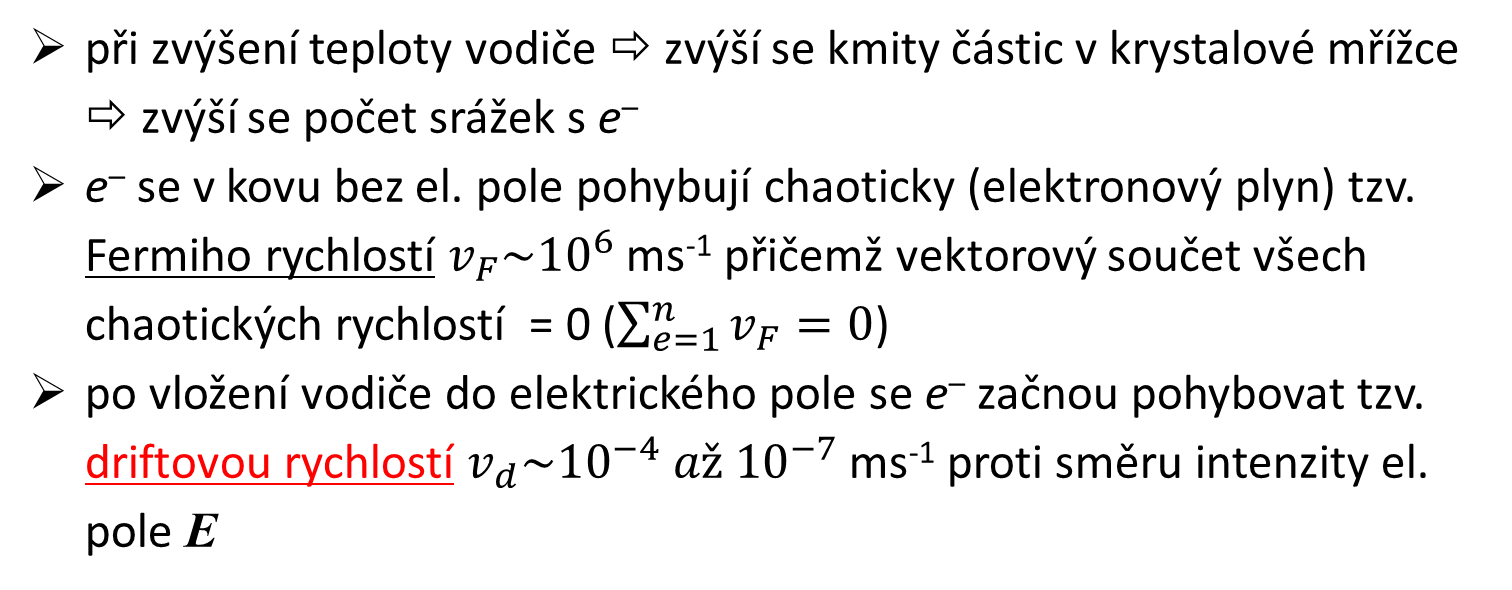 ➢ při zvýšení teploty vodiče ⇨ zvýší se kmity částic v krystalové mřížce
⇨ zvýší se počet srážek s e⁻
➢ e⁻ se v kovu bez el. pole pohybují chaoticky (elektronový plyn) tzv.
Fermiho rychlostí v_F~10⁶ ms⁻¹ přičemž vektorový součet všech
chaotických rychlostí = 0 (∑ⁿₑ₌₁ v_F = 0)
➢ po vložení vodiče do elektrického pole se e⁻ začnou pohybovat tzv.
driftovou rychlostí v_d~10⁻⁴ až 10⁻⁷ ms⁻¹ proti směru intenzity el.
pole E